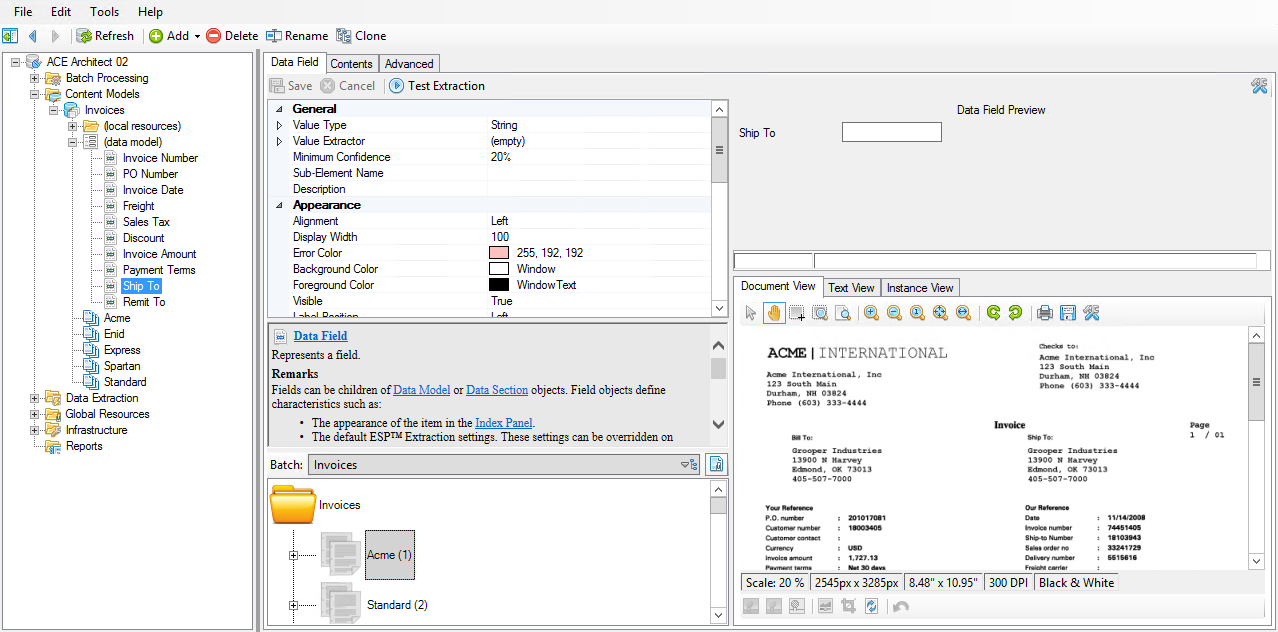 File Edit Tools Help
Refresh Add Delete Rename Clone
ACE Architect 02
Batch Processing
Content Models
Invoices
(local resources)
(data model)
Invoice Number
PO Number
Invoice Date
Freight
Sales Tax
Discount
Invoice Amount
Payment Terms
Ship To
Remit To
Acme
Enid
Express
Spartan
Standard
Data Extraction
Global Resources
Infrastructure
Reports
Data Field Contents Advanced
Save Cancel Test Extraction
General
Value Type String
Value Extractor (empty)
Minimum Confidence 20%
Sub-Element Name
Description
Appearance
Alignment Left
Display Width 100
Error Color 255, 192, 192
Background Color Window
Foreground Color WindowText
Visible True
Label Position Left
Data Field
Represents a field.
Remarks
Fields can be children of Data Model or Data Section objects. Field objects define
characteristics such as:
• The appearance of the item in the Index Panel.
• The default ESP™ Extraction settings. These settings can be overridden on
Batch: Invoices
Invoices
Acme (1)
Standard (2)
Data Field Preview
Ship To
Document View Text View Instance View
ACME | INTERNATIONAL
Acme International, Inc
123 South Main
Durham, NH 03824
Phone (603) 333-4444
Checks to:
Acme International, Inc
123 South Main
Durham, NH 03824
Phone (603) 333-4444
Invoice
Page
1 / 01
Bill To:
Grooper Industries
13900 N Harvey
Edmond, OK 73013
405-507-7000
Ship To:
Grooper Industries
13900 N Harvey
Edmond, OK 73013
405-507-7000
Your Reference
P.O. number : 201017081
Customer number : 18003405
Customer contact :
Currency : USD
Invoice amount : 1,727.13
Payment terms : Net 30 days
Our Reference
Date : 11/14/2008
Invoice number : 74451405
Ship-to Number : 18103943
Sales order no : 33241729
Delivery number : 5515616
Freight carrier :
Scale: 20 % 2545px x 3285px 8.48" x 10.95" 300 DPI Black & White